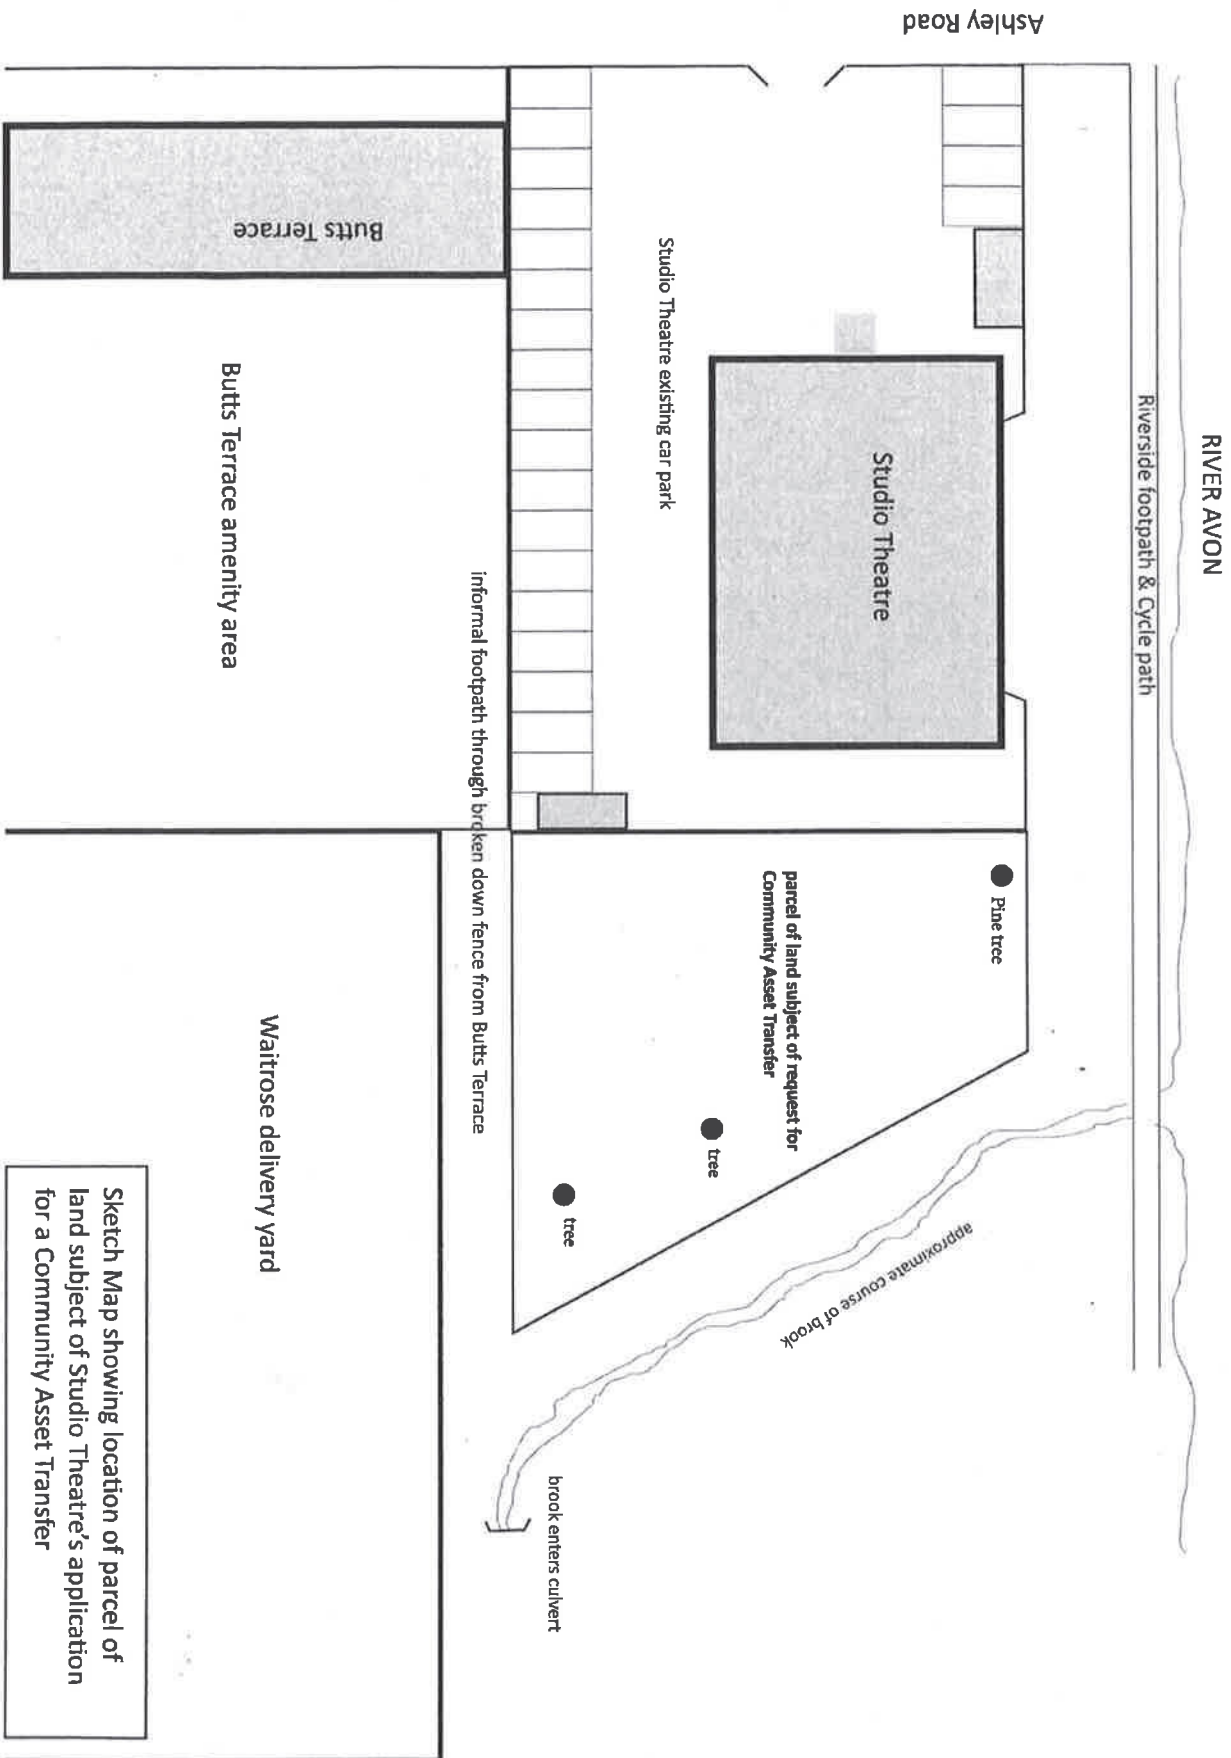 RIVER AVON
Riverside footpath & Cycle path
Ashley Road
Studio Theatre
Studio Theatre existing car park
Pine tree
parcel of land subject of request for
Community Asset Transfer
tree
tree
approximate course of brook
brook enters culvert
informal footpath through broken down fence from Butts Terrace
Butts Terrace
Butts Terrace amenity area
Waitrose delivery yard
Sketch Map showing location of parcel of
land subject of Studio Theatre's application
for a Community Asset Transfer